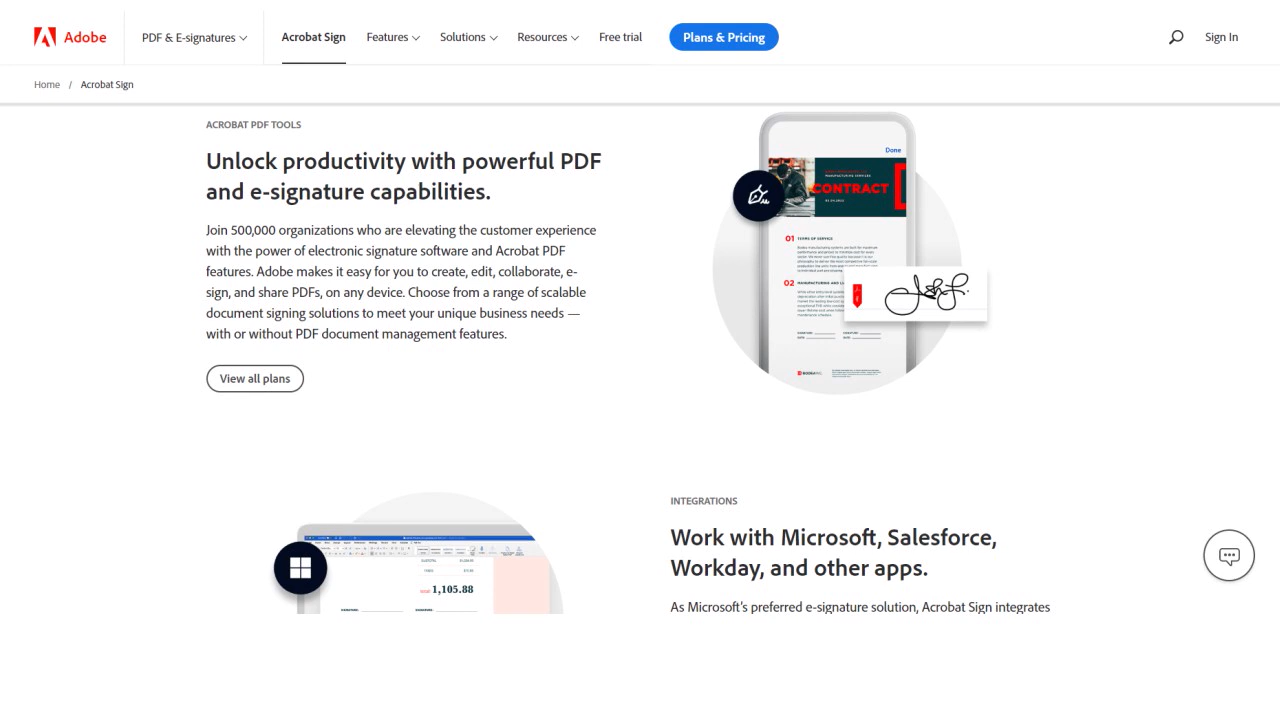 Adobe
PDF & E-signatures
Acrobat Sign
Features
Solutions
Resources
Free trial
Plans & Pricing
Sign In
Home / Acrobat Sign
ACROBAT PDF TOOLS
Unlock productivity with powerful PDF
and e-signature capabilities.
Join 500,000 organizations who are elevating the customer experience
with the power of electronic signature software and Acrobat PDF
features. Adobe makes it easy for you to create, edit, collaborate, e-
sign, and share PDFs, on any device. Choose from a range of scalable
document signing solutions to meet your unique business needs —
with or without PDF document management features.
View all plans
Done
MANUFACTURING SERVICES
CONTRACT
01 TERMS OF SERVICE
02
INTEGRATIONS
Work with Microsoft, Salesforce,
Workday, and other apps.
As Microsoft's preferred e-signature solution, Acrobat Sign integrates
1,105.88